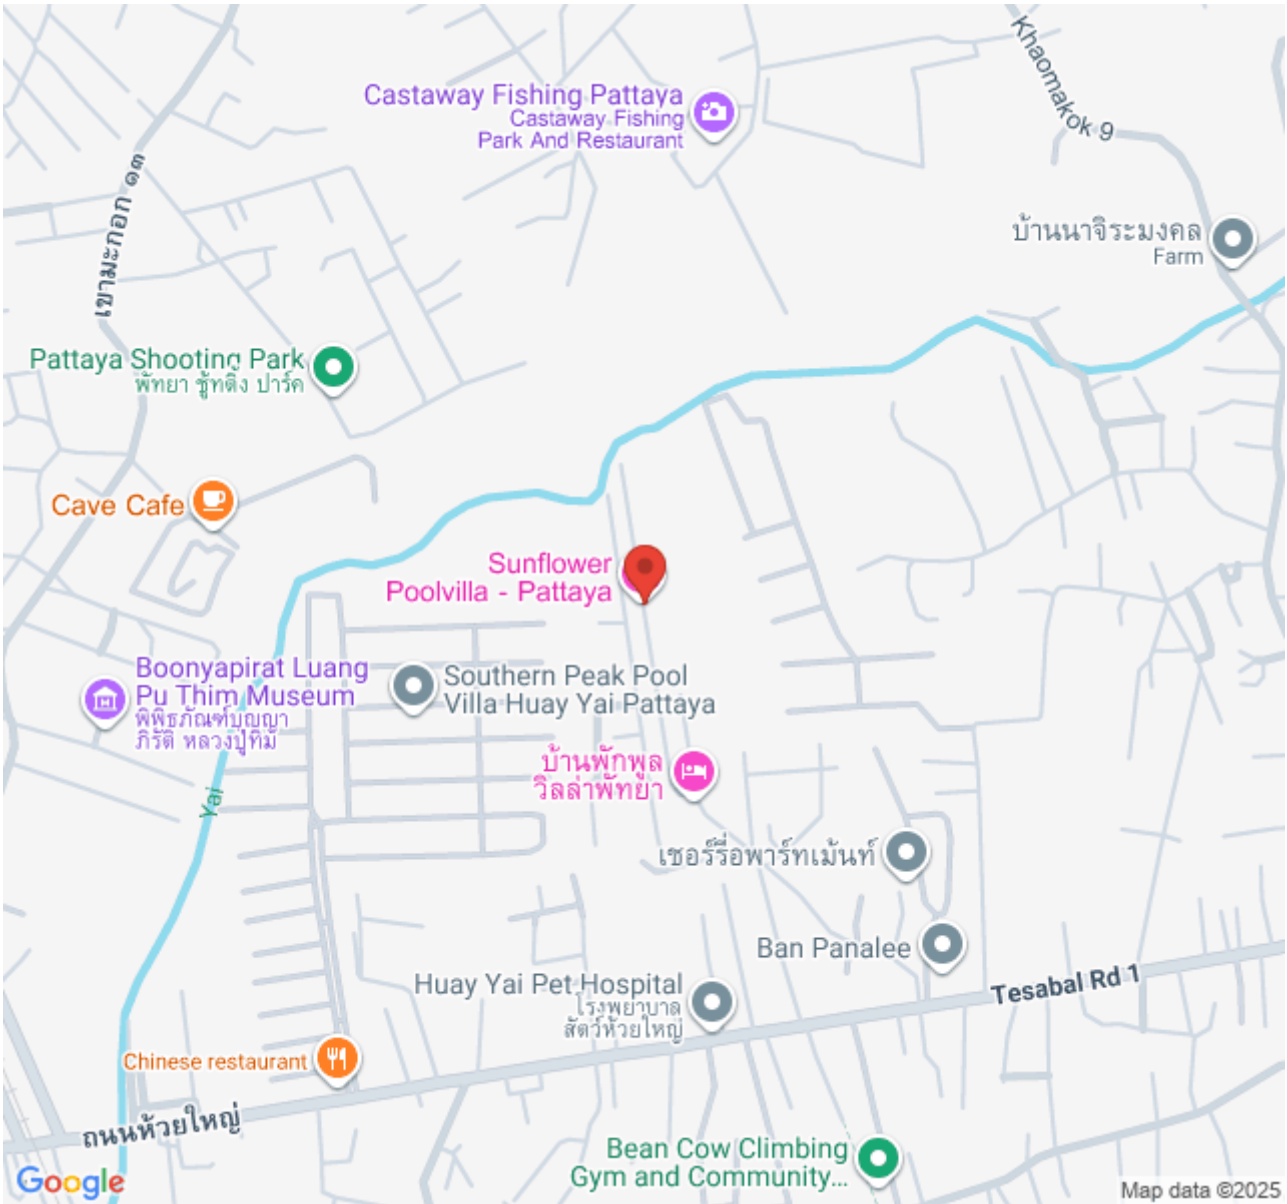 Khaomakok 9
Castaway Fishing Pattaya
Castaway Fishing
Park And Restaurant
เขามะกอก ๑๓
บ้านนาจิระมงคล
Farm
Pattaya Shooting Park
พัทยา ชู้ทติ้ง ปาร์ค
Cave Cafe
Sunflower
Poolvilla - Pattaya
Boonyapirat Luang
Pu Thim Museum
พิพิธภัณฑ์บุญญา
ภิรัติ หลวงปู่ทิม
Southern Peak Pool
Villa Huay Yai Pattaya
บ้านพักพูล
วิลล่าพัทยา
Yai
เชอร์รี่อพาร์ทเม้นท์
Ban Panalee
Huay Yai Pet Hospital
โรงพยาบาล
สัตว์ห้วยใหญ่
Tesabal Rd 1
Chinese restaurant
ถนนห้วยใหญ่
Bean Cow Climbing
Gym and Community...
Google
Map data ©2025